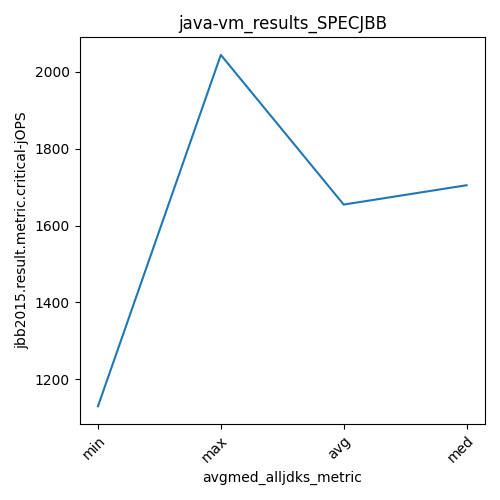 java-vm_results_SPECJBB
jbb2015.result.metric.critical-jOPS
2000
1800
1600
1400
1200
min
max
avg
med
avgmed_alljdks_metric